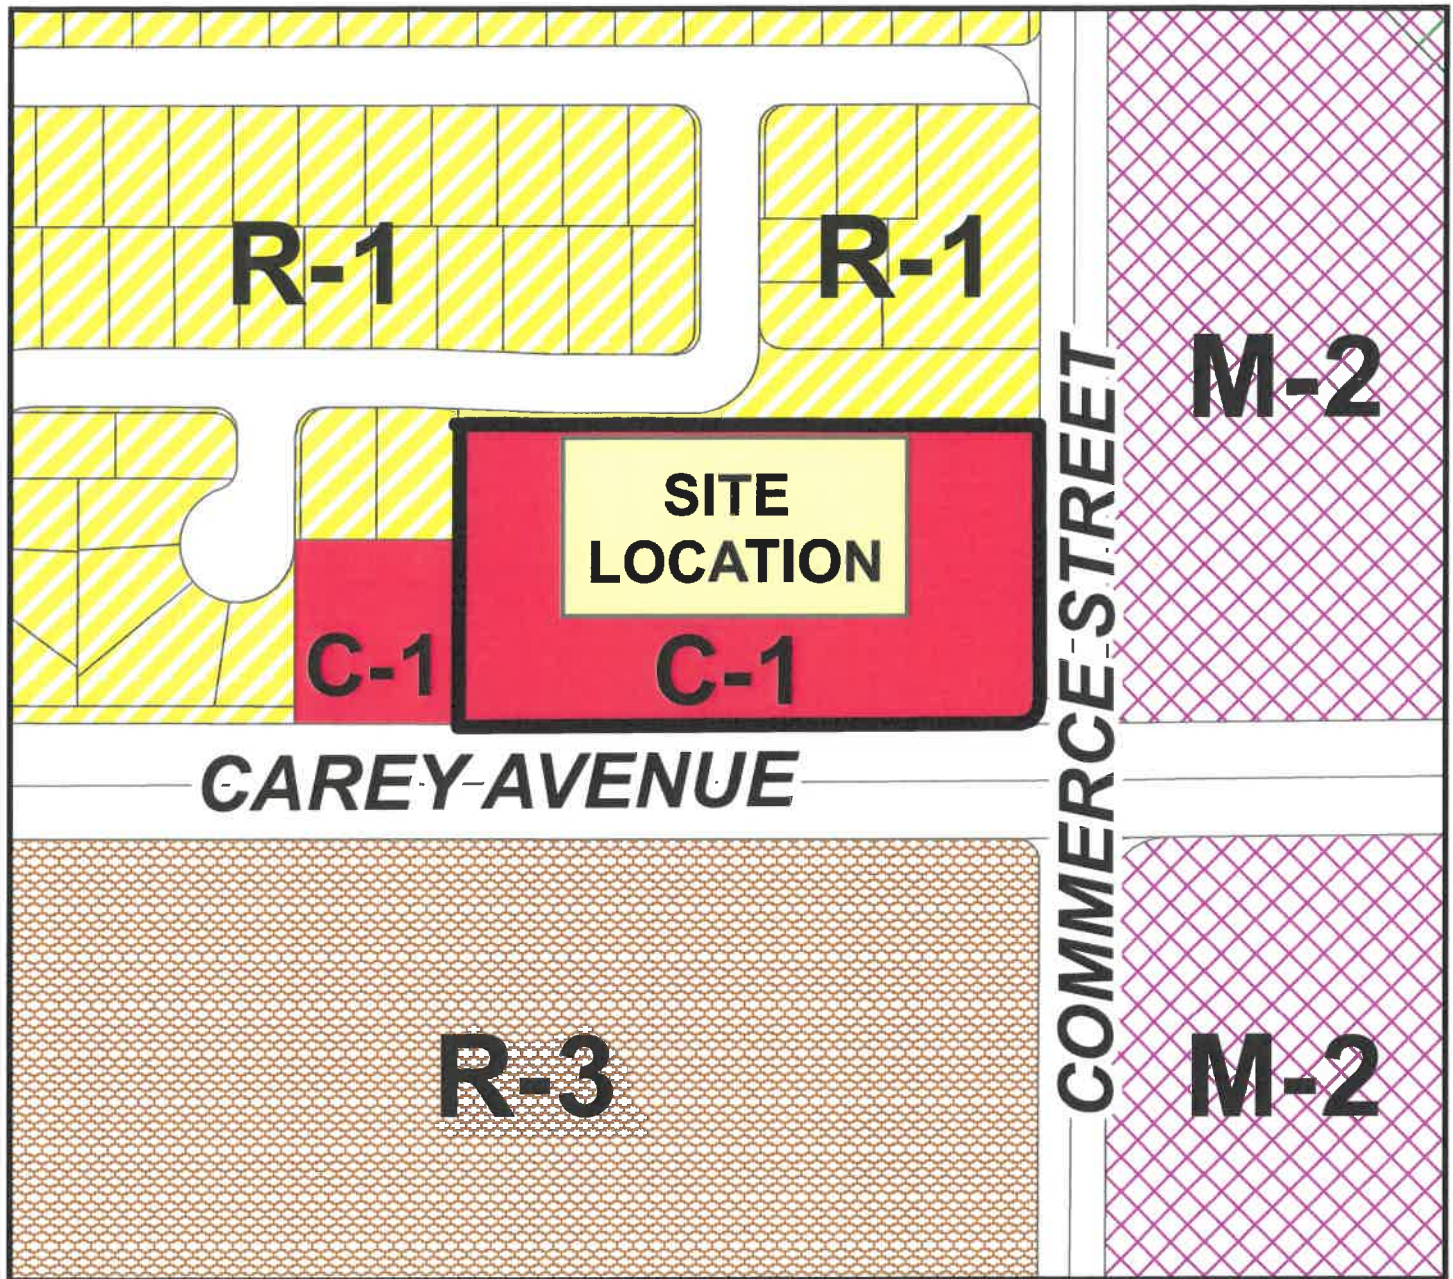 R-1
R-1
M-2
SITE
LOCATION
C-1
C-1
COMMERCE STREET
CAREY AVENUE
R-3
M-2